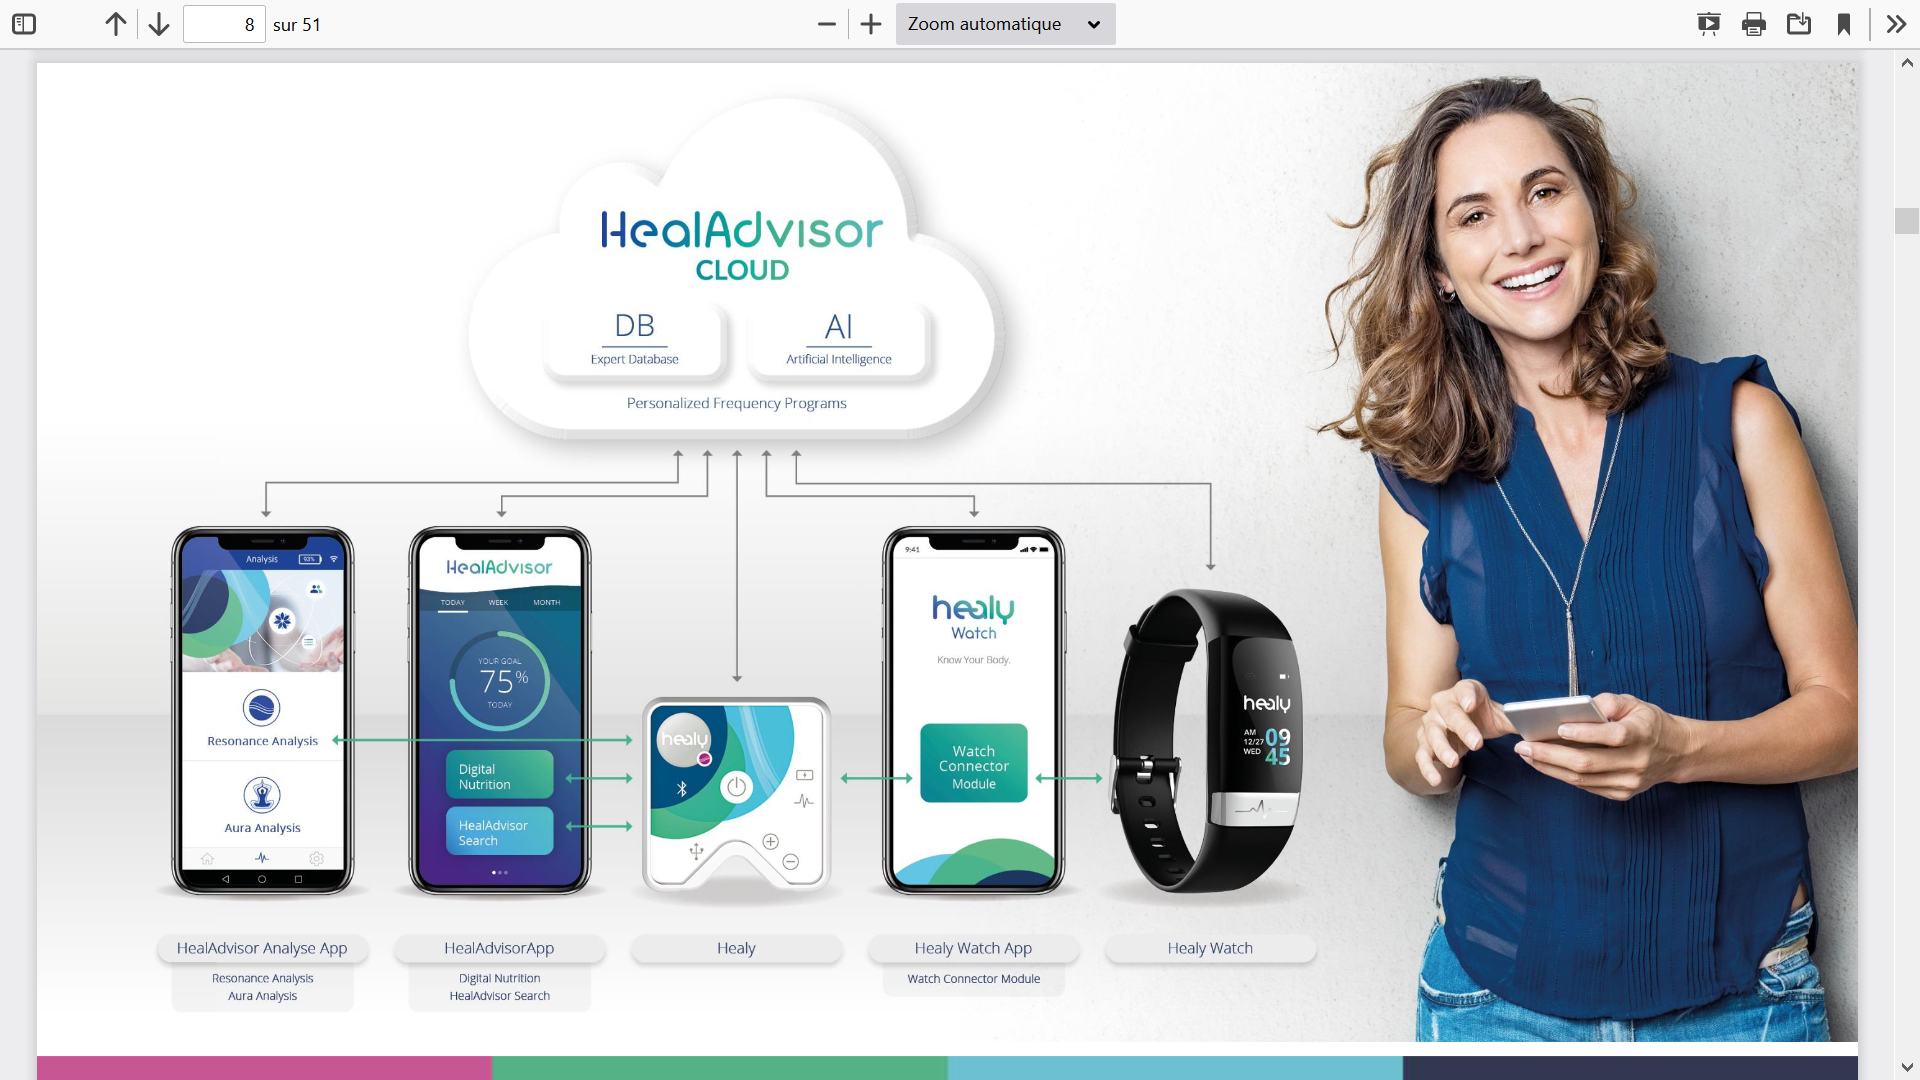 8 sur 51
Zoom automatique
HealAdvisor
CLOUD
DB
Expert Database
AI
Artificial Intelligence
Personalized Frequency Programs
Analysis
93%
Resonance Analysis
Aura Analysis
HealAdvisor
TODAY WEEK MONTH
YOUR GOAL
75%
TODAY
Digital
Nutrition
HealAdvisor
Search
healy
9:41
healy
Watch
Know Your Body.
Watch
Connector
Module
healy
AM
12/27
WED
09
45
HealAdvisor Analyse App
Resonance Analysis
Aura Analysis
HealAdvisorApp
Digital Nutrition
HealAdvisor Search
Healy
Healy Watch App
Watch Connector Module
Healy Watch